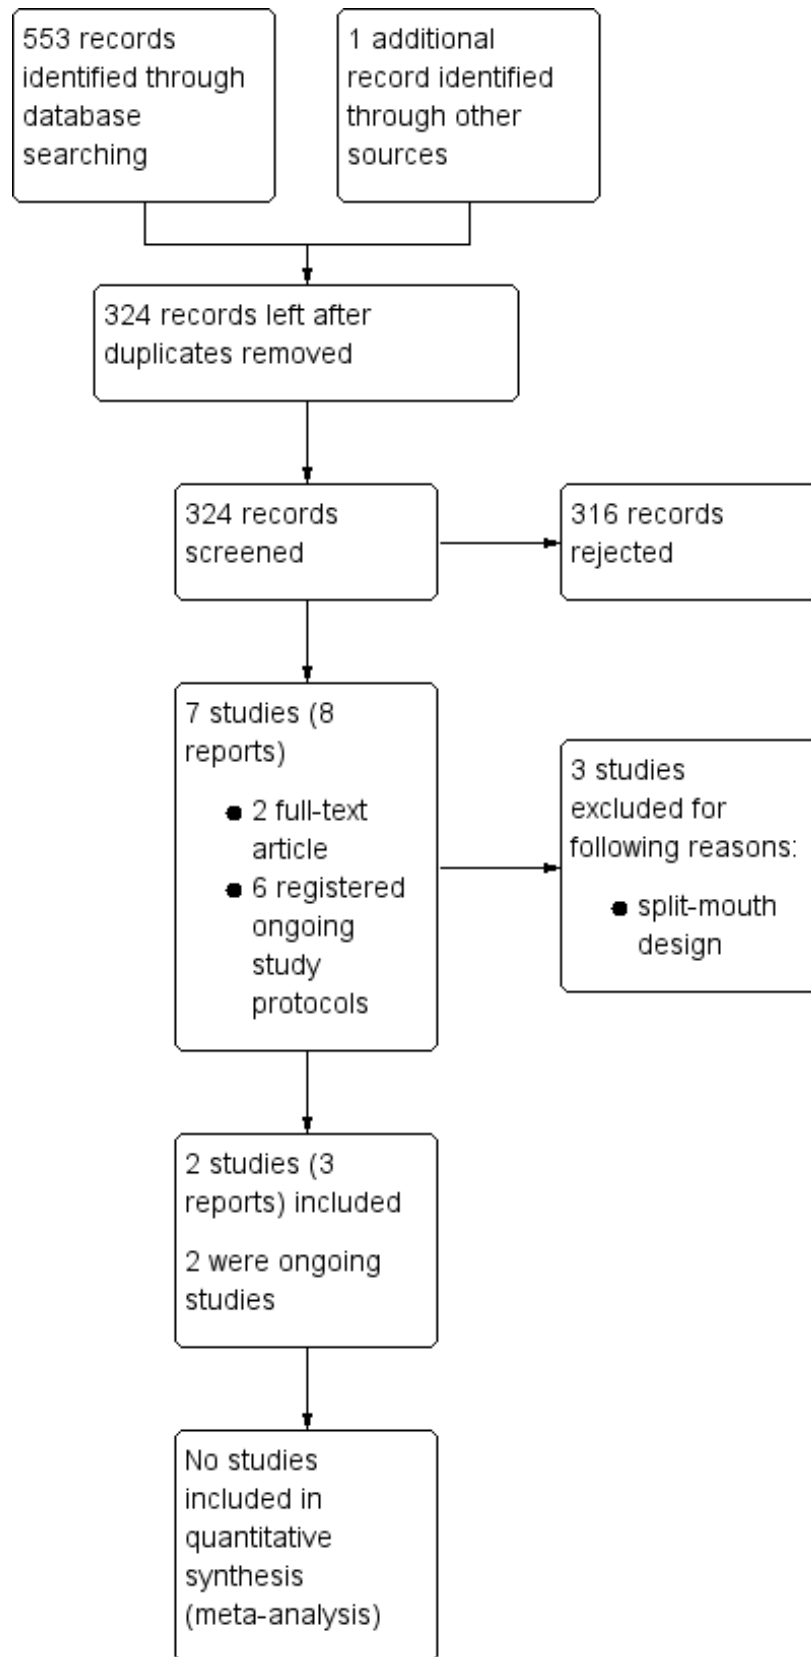 553 records
identified through
database
searching
1 additional
record identified
through other
sources
324 records left after
duplicates removed
324 records
screened
316 records
rejected
7 studies (8
reports)
● 2 full-text
article
● 6 registered
ongoing
study
protocols
3 studies
excluded for
following reasons:
● split-mouth
design
2 studies (3
reports) included
2 were ongoing
studies
No studies
included in
quantitative
synthesis
(meta-analysis)